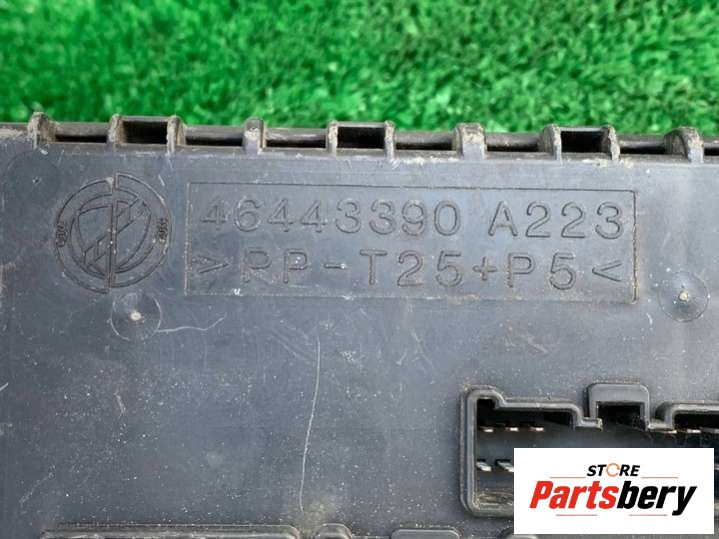 46443390 A223
>PP-T25+P5<
STORE
Partsbery